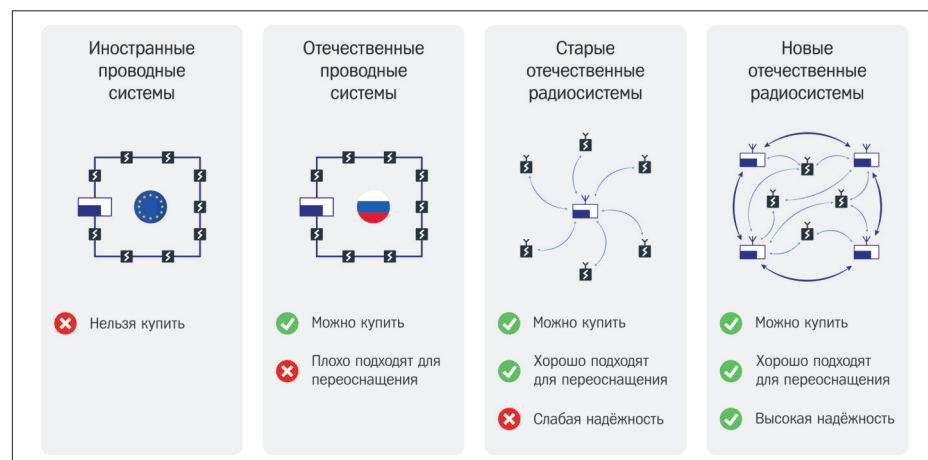 Иностранные
проводные
системы
Нельзя купить
Отечественные
проводные
системы
Можно купить
Плохо подходят для
переоснащения
Старые
отечественные
радиосистемы
Можно купить
Хорошо подходят
для переоснащения
Слабая надёжность
Новые
отечественные
радиосистемы
Можно купить
Хорошо подходят
для переоснащения
Высокая надёжность